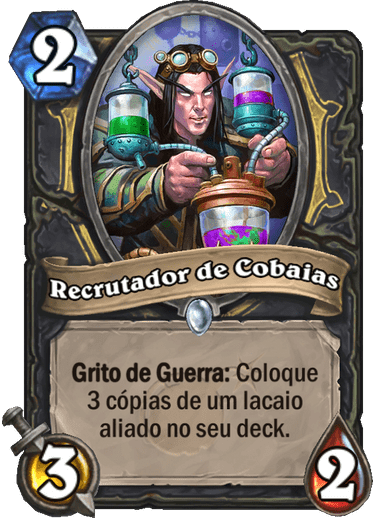 2
Recrutador de Cobaias
Grito de Guerra: Coloque
3 cópias de um lacaio
aliado no seu deck.
3
2